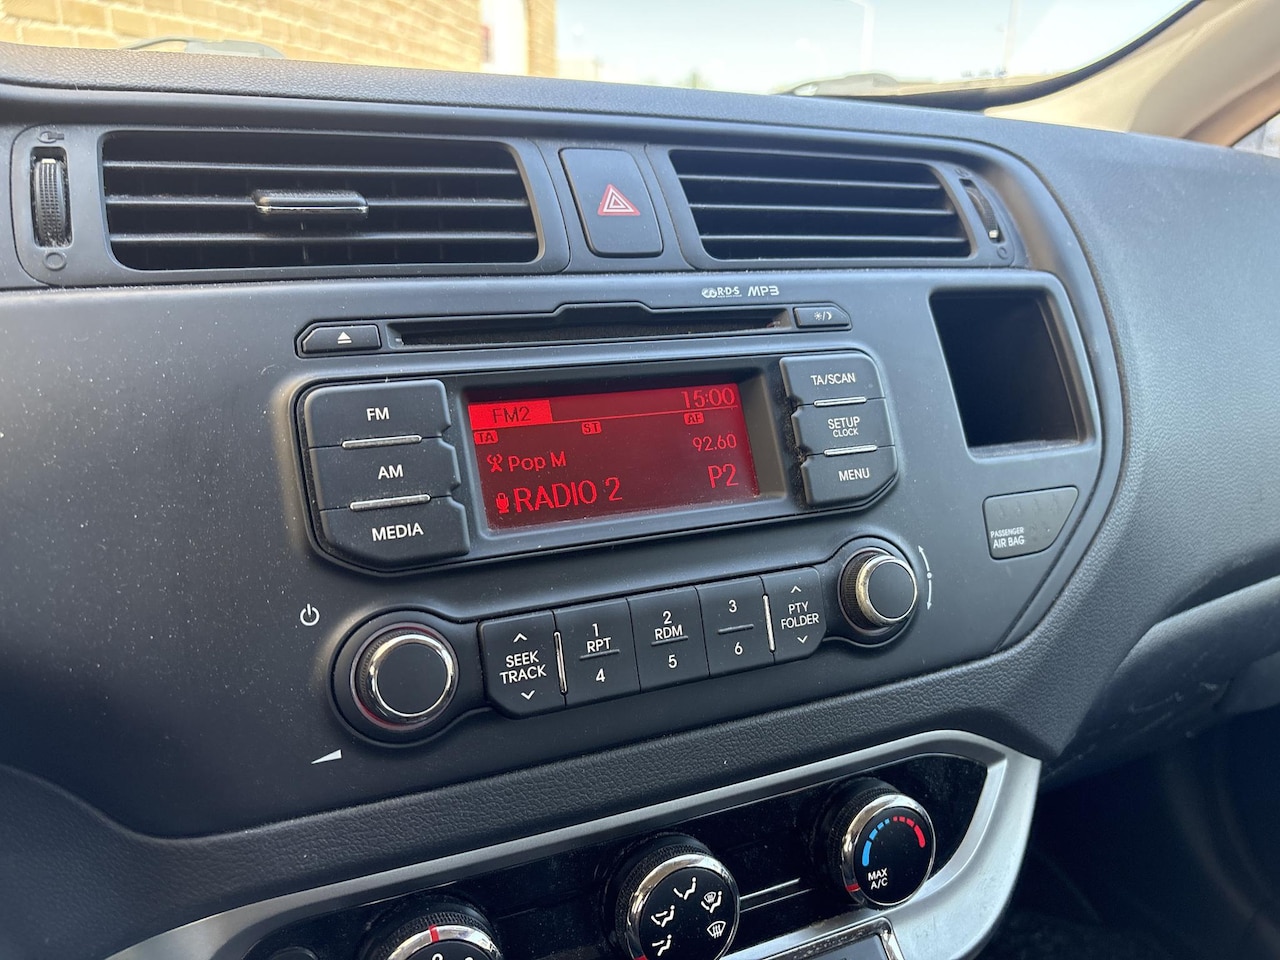 R·D·S MP3
FM
AM
MEDIA
FM2 15:00
TA ST AF
Pop M 92.60
RADIO 2 P2
TA/SCAN
SETUP
CLOCK
MENU
PASSENGER
AIR BAG
SEEK
TRACK
1
RPT
4
2
RDM
5
3
6
PTY
FOLDER
MAX
A/C
0